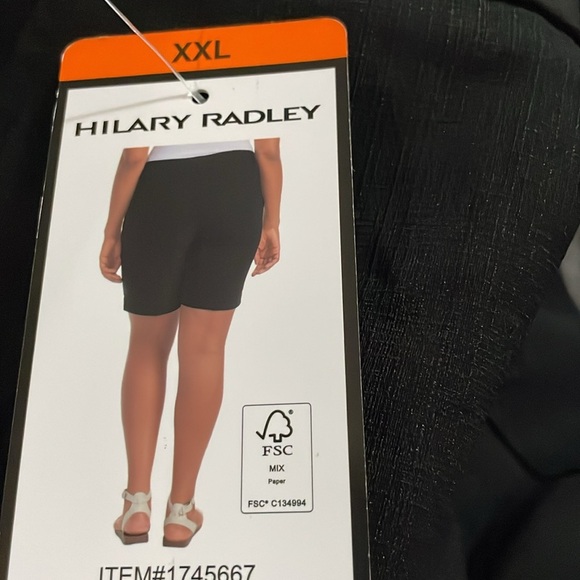 XXL
HILARY RADLEY
FSC
MIX
Paper
FSC® C134994
ITEM#1745667